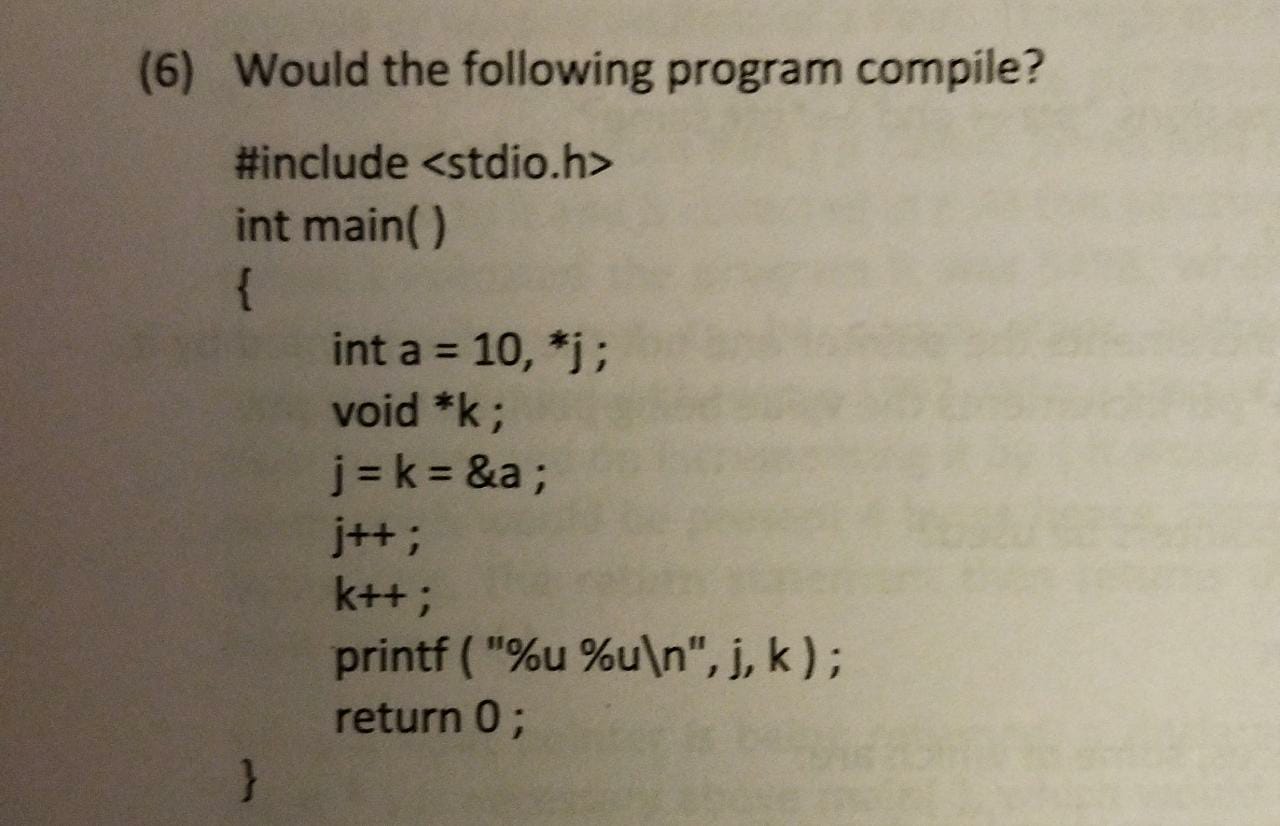 (6) Would the following program compile?
#include <stdio.h>
int main( )
{
int a = 10, *j ;
void *k ;
j = k = &a ;
j++ ;
k++ ;
printf ( "%u %u\n", j, k ) ;
return 0 ;
}